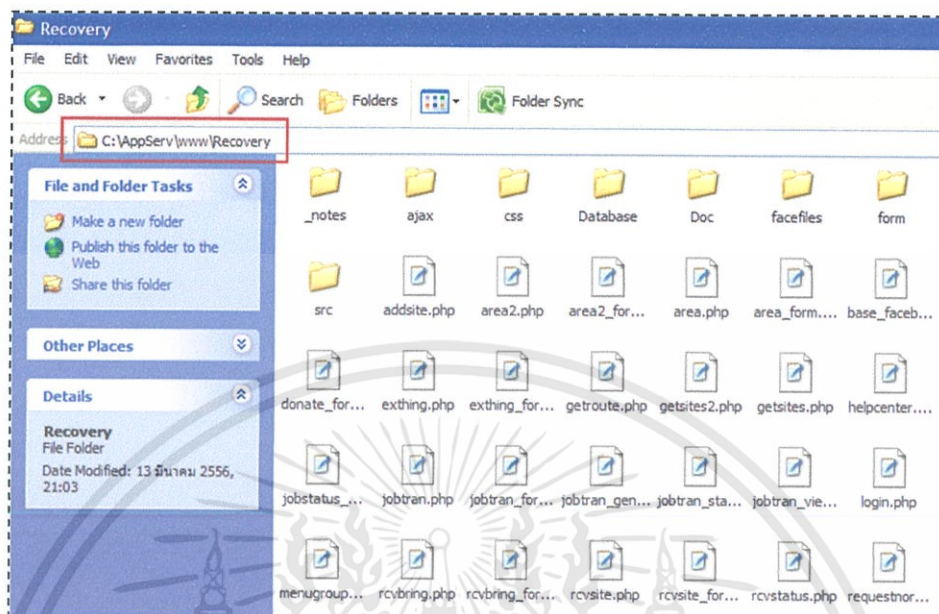 Recovery
File Edit View Favorites Tools Help
Back Search Folders Folder Sync
Address C:\AppServ\www\Recovery
File and Folder Tasks
Make a new folder
Publish this folder to the
Web
Share this folder
Other Places
Details
Recovery
File Folder
Date Modified: 13 มีนาคม 2556,
21:03
_notes ajax css Database Doc facefiles form
src addsite.php area2.php area2_for... area.php area_form.... base_faceb...
donate_for... exthing.php exthing_for... getroute.php getsites2.php getsites.php helpcenter....
jobstatus_... jobtran.php jobtran_for... jobtran_gen... jobtran_sta... jobtran_vie... login.php
menugroup... rcvbring.php rcvbring_for... rcvsite.php rcvsite_for... rcvstatus.php requestnor...